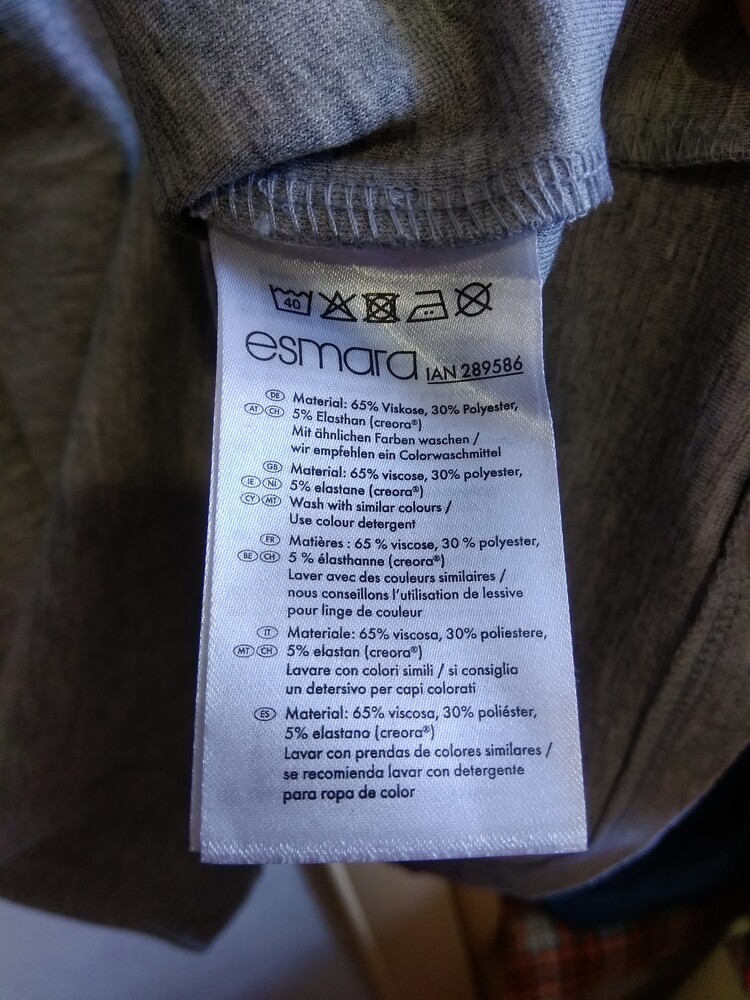 40
esmara IAN 289586
DE Material: 65% Viskose, 30% Polyester,
AT CH 5% Elasthan (creora®)
Mit ähnlichen Farben waschen /
wir empfehlen ein Colorwaschmittel
GB Material: 65% viscose, 30% polyester,
IE NI 5% elastane (creora®)
CY MT Wash with similar colours /
Use colour detergent
FR Matières : 65 % viscose, 30 % polyester,
BE CH 5 % élasthanne (creora®)
Laver avec des couleurs similaires /
nous conseillons l'utilisation de lessive
pour linge de couleur
IT Materiale: 65% viscosa, 30% poliestere,
MT CH 5% elastan (creora®)
Lavare con colori simili / si consiglia
un detersivo per capi colorati
ES Material: 65% viscosa, 30% poliéster,
5% elastano (creora®)
Lavar con prendas de colores similares /
se recomienda lavar con detergente
para ropa de color